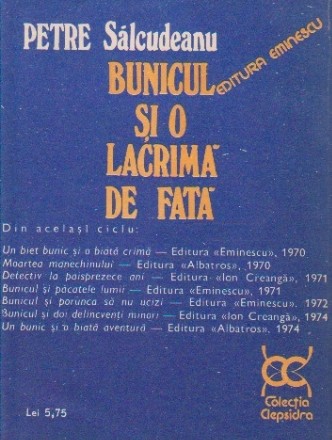 PETRE Sălcudeanu
EDITURA EMINESCU
BUNICUL
ȘI O
LACRIMĂ
DE FATĂ
Din același ciclu:
Un biet bunic și o biată crimă — Editura «Eminescu», 1970
Moartea manechinului — Editura «Albatros», 1970
Detectiv la paisprezece ani — Editura «Ion Creangă», 1971
Bunicul și păcatele lumii — Editura «Eminescu», 1971
Bunicul și porunca să nu ucizi — Editura «Eminescu», 1972
Bunicul și doi delincvenți minori — Editura «Ion Creangă», 1974
Un bunic și o biată aventură — Editura «Albatros», 1974
Lei 5,75
Colecția
Clepsidra